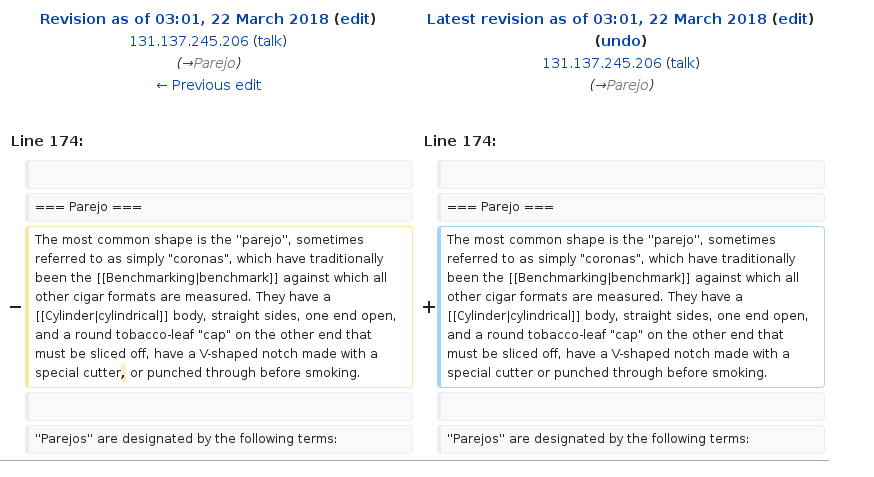 Revision as of 03:01, 22 March 2018 (edit)
131.137.245.206 (talk)
(→Parejo)
← Previous edit
Latest revision as of 03:01, 22 March 2018 (edit)
(undo)
131.137.245.206 (talk)
(→Parejo)
Line 174:
Line 174:
=== Parejo ===
=== Parejo ===
−
The most common shape is the ''parejo'', sometimes
referred to as simply "coronas", which have traditionally
been the [[Benchmarking|benchmark]] against which all
other cigar formats are measured. They have a
[[Cylinder|cylindrical]] body, straight sides, one end open,
and a round tobacco-leaf "cap" on the other end that
must be sliced off, have a V-shaped notch made with a
special cutter, or punched through before smoking.
+
The most common shape is the ''parejo'', sometimes
referred to as simply "coronas", which have traditionally
been the [[Benchmarking|benchmark]] against which all
other cigar formats are measured. They have a
[[Cylinder|cylindrical]] body, straight sides, one end open,
and a round tobacco-leaf "cap" on the other end that
must be sliced off, have a V-shaped notch made with a
special cutter or punched through before smoking.
''Parejos'' are designated by the following terms:
''Parejos'' are designated by the following terms: